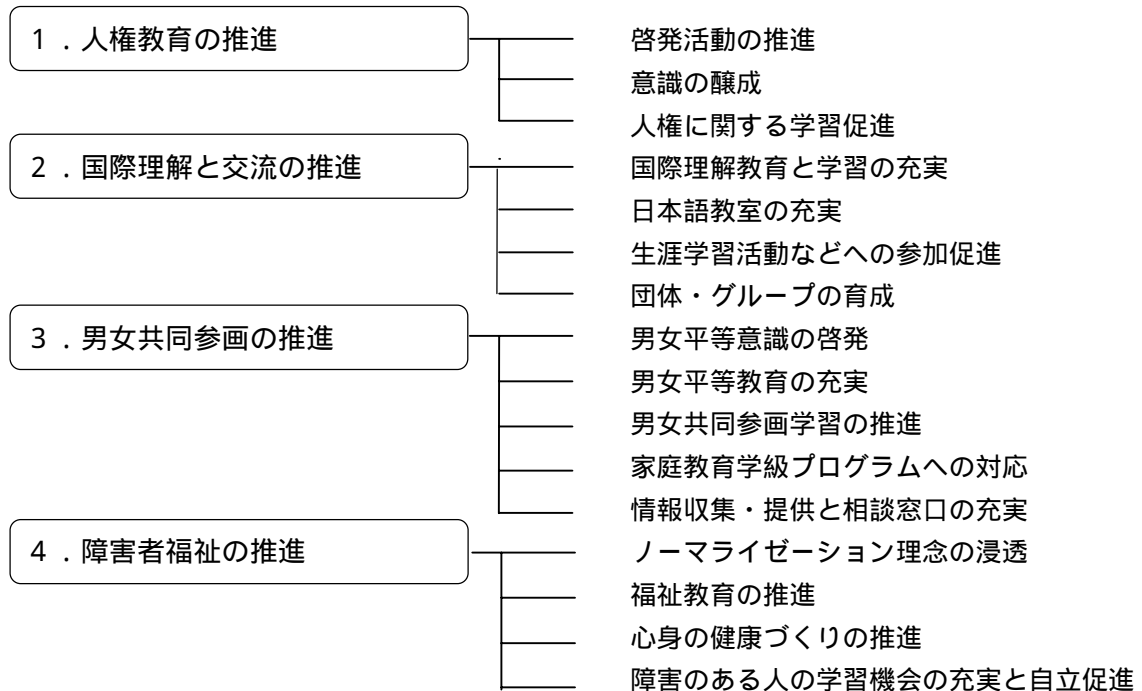 1．人権教育の推進
啓発活動の推進
意識の醸成
人権に関する学習促進
2．国際理解と交流の推進
国際理解教育と学習の充実
日本語教室の充実
生涯学習活動などへの参加促進
団体・グループの育成
3．男女共同参画の推進
男女平等意識の啓発
男女平等教育の充実
男女共同参画学習の推進
家庭教育学級プログラムへの対応
情報収集・提供と相談窓口の充実
4．障害者福祉の推進
ノーマライゼーション理念の浸透
福祉教育の推進
心身の健康づくりの推進
障害のある人の学習機会の充実と自立促進